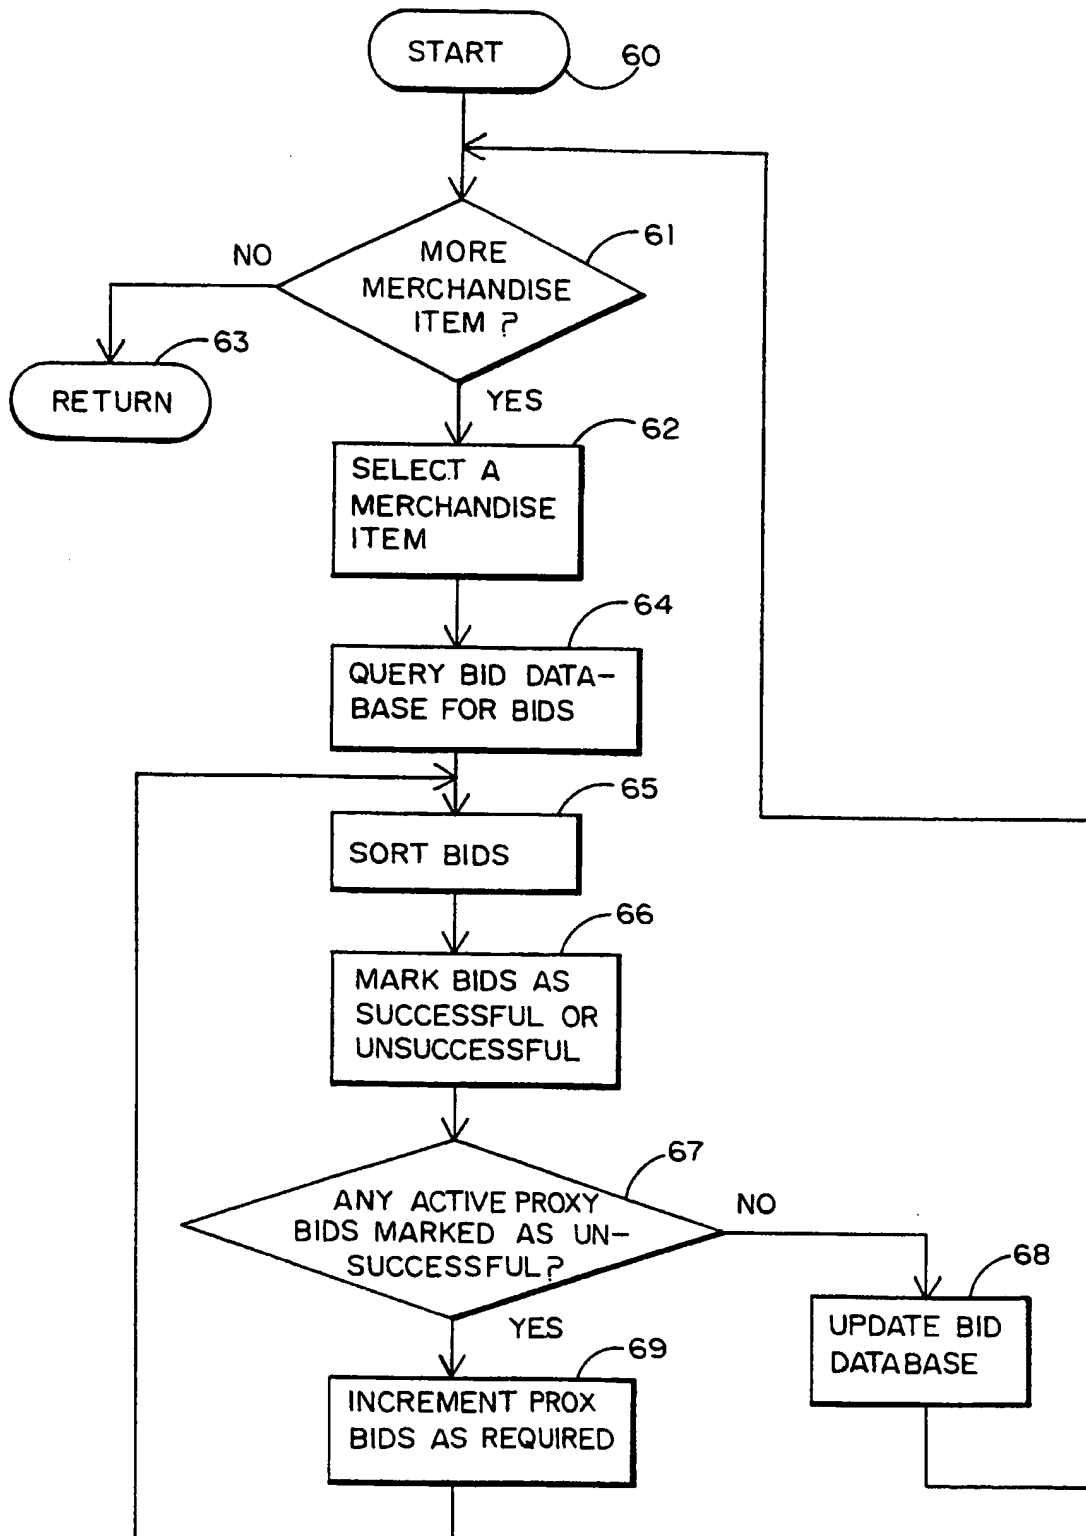 START
60
MORE
MERCHANDISE
ITEM ?
61
NO
63
RETURN
YES
62
SELECT A
MERCHANDISE
ITEM
64
QUERY BID DATA-
BASE FOR BIDS
65
SORT BIDS
66
MARK BIDS AS
SUCCESSFUL OR
UNSUCCESSFUL
67
ANY ACTIVE PROXY
BIDS MARKED AS UN-
SUCCESSFUL?
NO
68
UPDATE BID
DATABASE
YES
69
INCREMENT PROX
BIDS AS REQUIRED